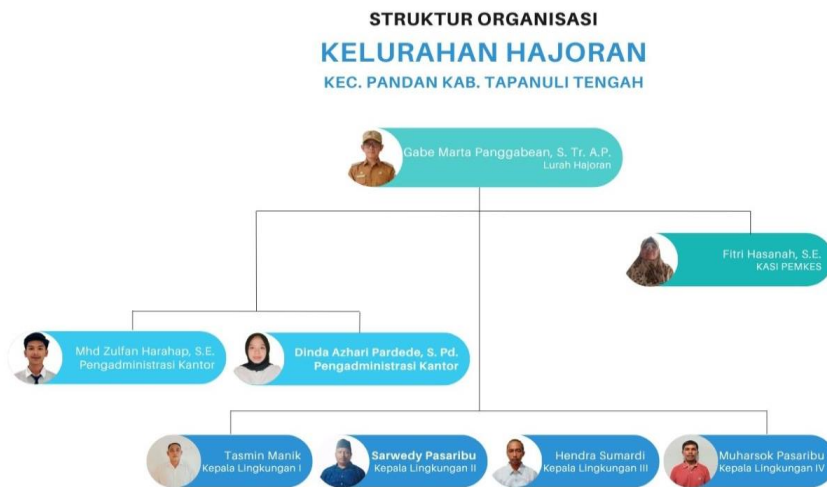 STRUKTUR ORGANISASI
KELURAHAN HAJORAN
KEC. PANDAN KAB. TAPANULI TENGAH
Gabe Marta Panggabean, S. Tr. A.P.
Lurah Hajoran
Fitri Hasanah, S.E.
KASI PEMKES
Mhd Zulfan Harahap, S.E.
Pengadministrasi Kantor
Dinda Azhari Pardede, S. Pd.
Pengadministrasi Kantor
Tasmin Manik
Kepala Lingkungan I
Sarwedy Pasaribu
Kepala Lingkungan II
Hendra Sumardi
Kepala Lingkungan III
Muharsok Pasaribu
Kepala Lingkungan IV